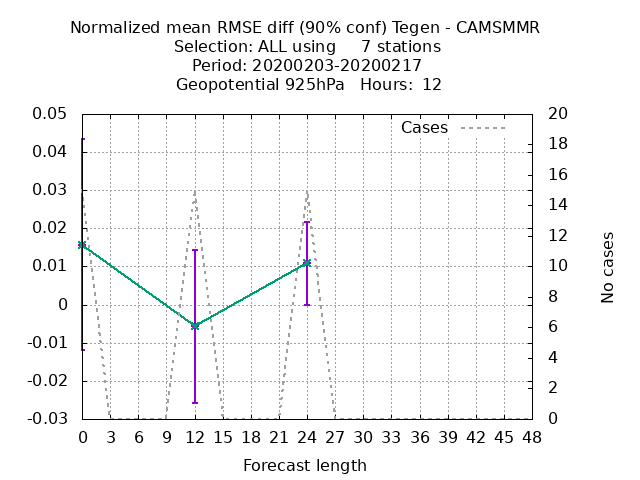 Normalized mean RMSE diff (90% conf) Tegen - CAMSMMR
Selection: ALL using 7 stations
Period: 20200203-20200217
Geopotential 925hPa Hours: 12
Cases
0.05
0.04
0.03
0.02
0.01
0
-0.01
-0.02
-0.03
20
18
16
14
12
10
8
6
4
2
0
No cases
0 3 6 9 12 15 18 21 24 27 30 33 36 39 42 45 48
Forecast length